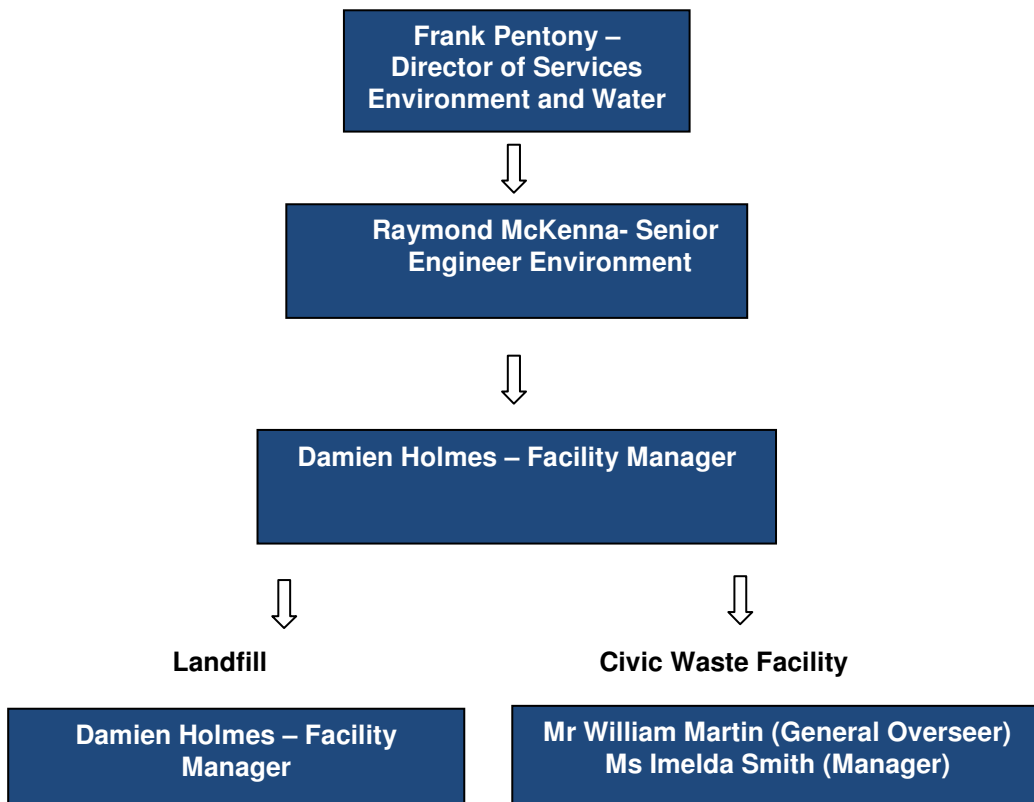 Frank Pentony –
Director of Services
Environment and Water
Raymond McKenna- Senior
Engineer Environment
Damien Holmes – Facility Manager
Landfill
Civic Waste Facility
Damien Holmes – Facility
Manager
Mr William Martin (General Overseer)
Ms Imelda Smith (Manager)